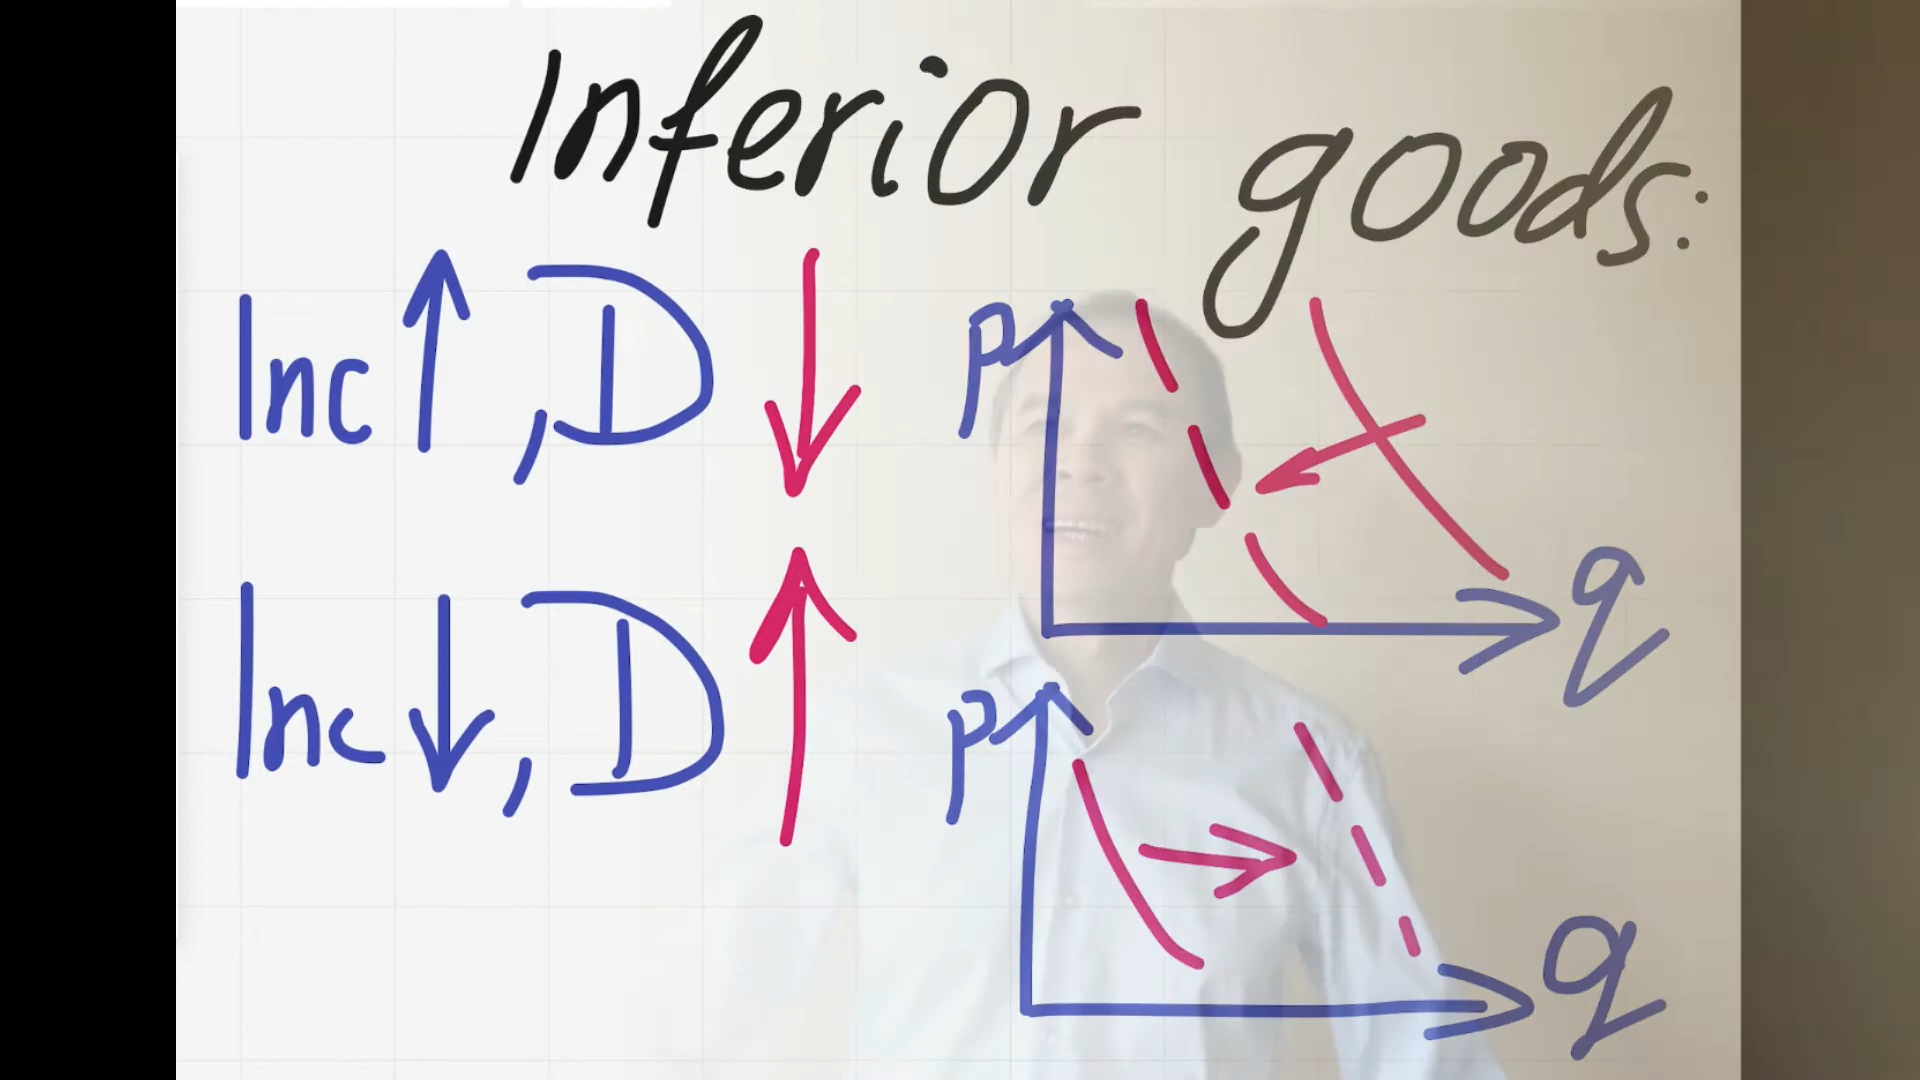 Inferior goods:
Inc ↑, D ↓
p
q
Inc ↓, D ↑
p
q